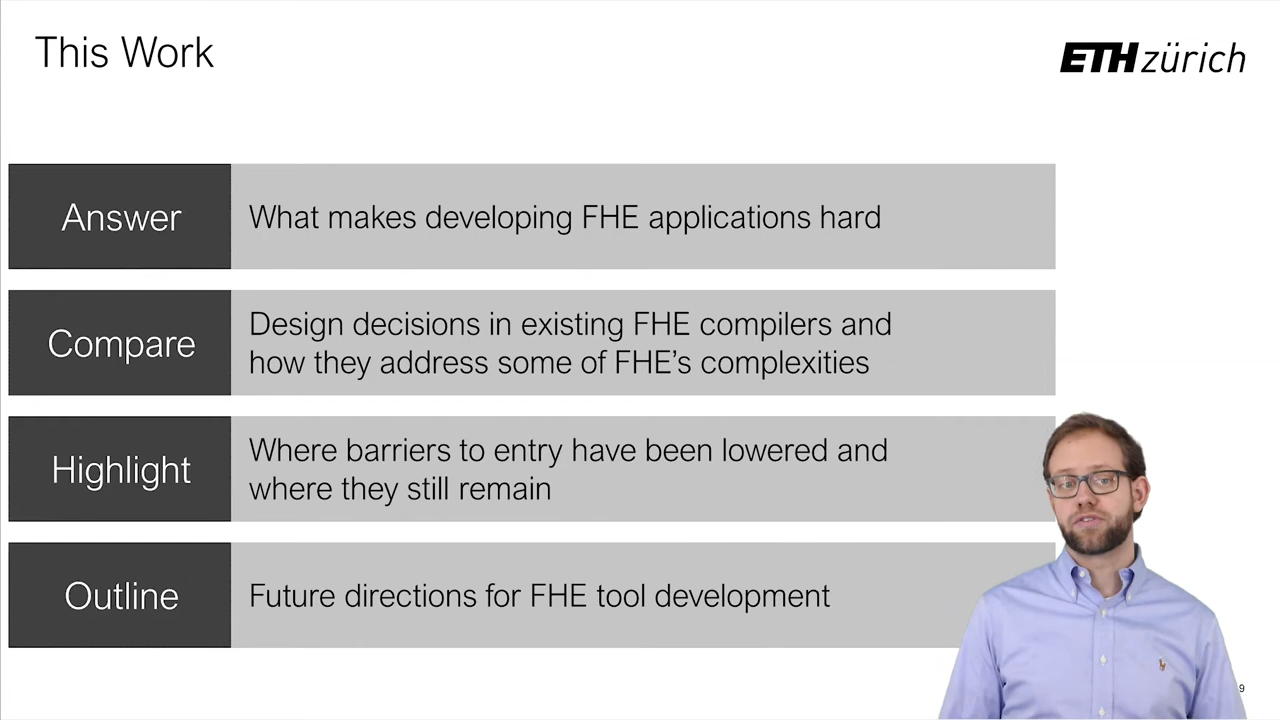 This Work
ETH zürich
Answer
What makes developing FHE applications hard
Compare
Design decisions in existing FHE compilers and
how they address some of FHE's complexities
Highlight
Where barriers to entry have been lowered and
where they still remain
Outline
Future directions for FHE tool development
9